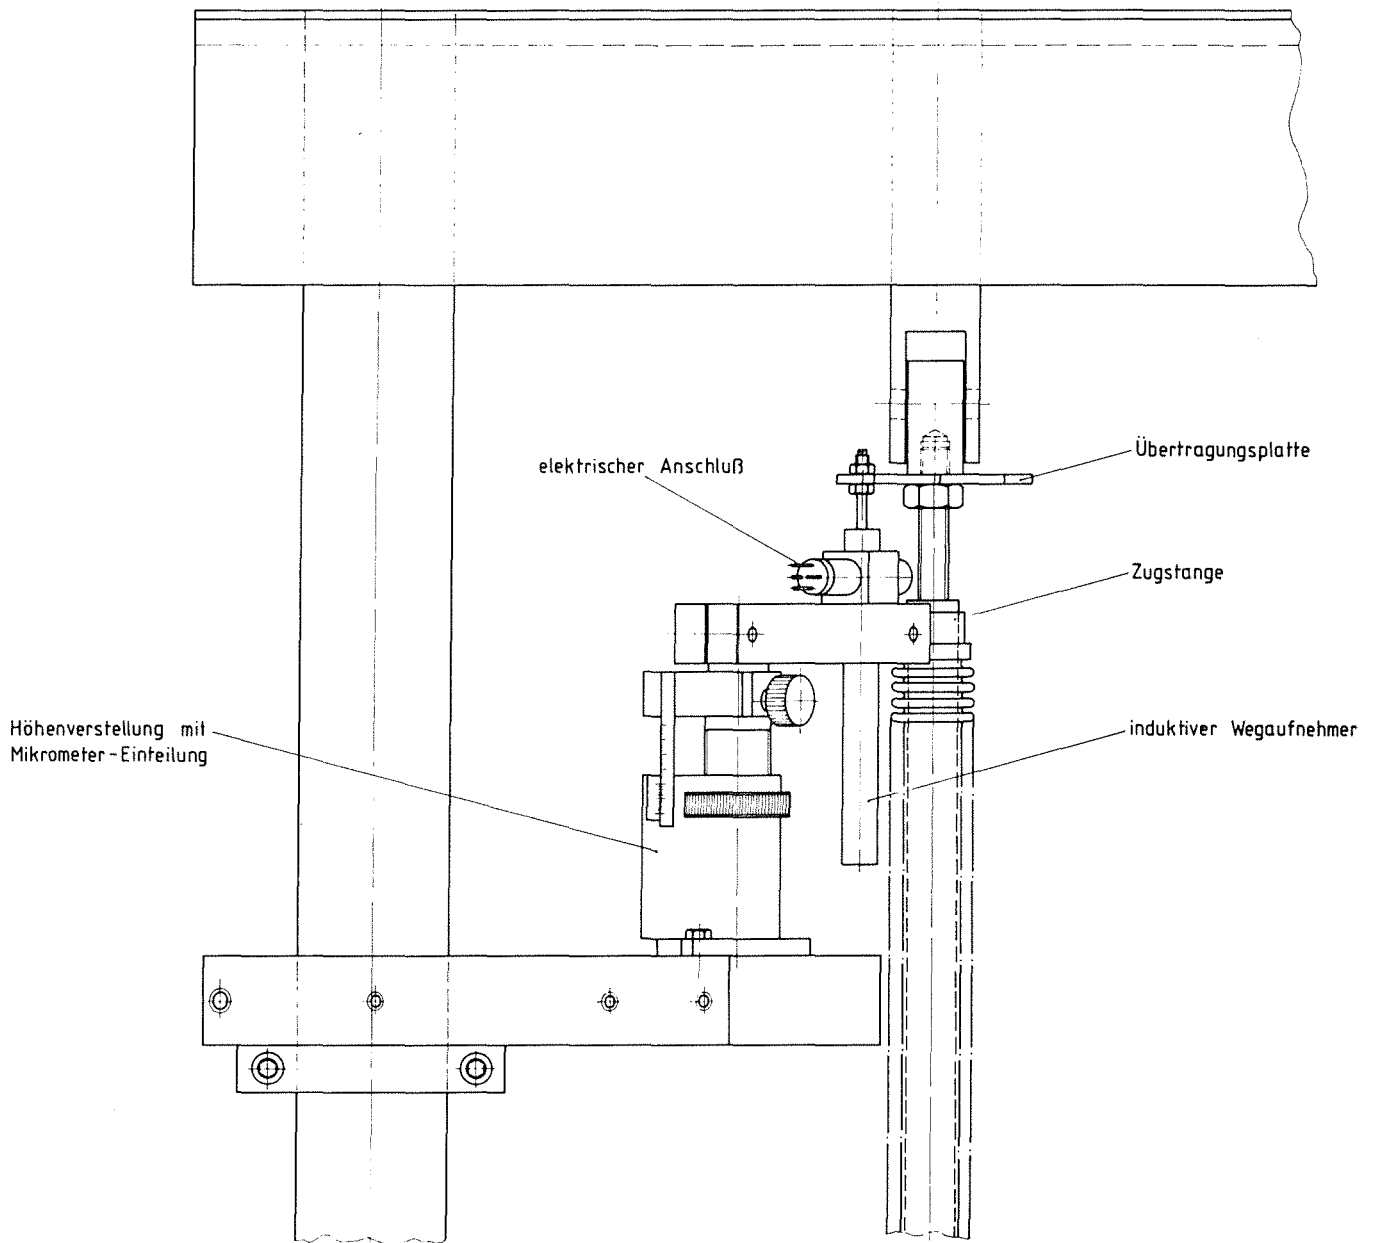 Übertragungsplatte
elektrischer Anschluß
Zugstange
Höhenverstellung mit
Mikrometer-Einteilung
induktiver Wegaufnehmer